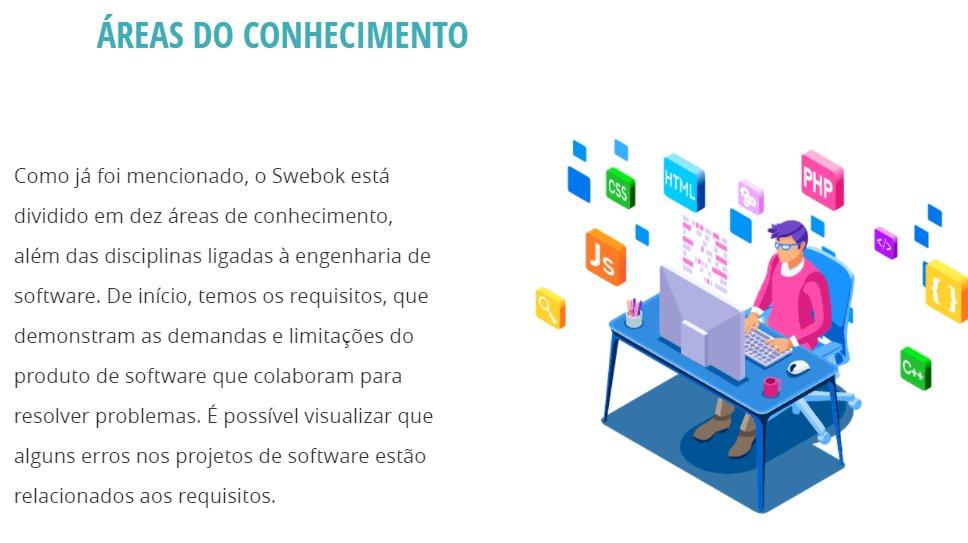 ÁREAS DO CONHECIMENTO
Como já foi mencionado, o Swebok está
dividido em dez áreas de conhecimento,
além das disciplinas ligadas à engenharia de
software. De início, temos os requisitos, que
demonstram as demandas e limitações do
produto de software que colaboram para
resolver problemas. É possível visualizar que
alguns erros nos projetos de software estão
relacionados aos requisitos.
CSS
HTML
PHP
JS
</>
{ }
C++